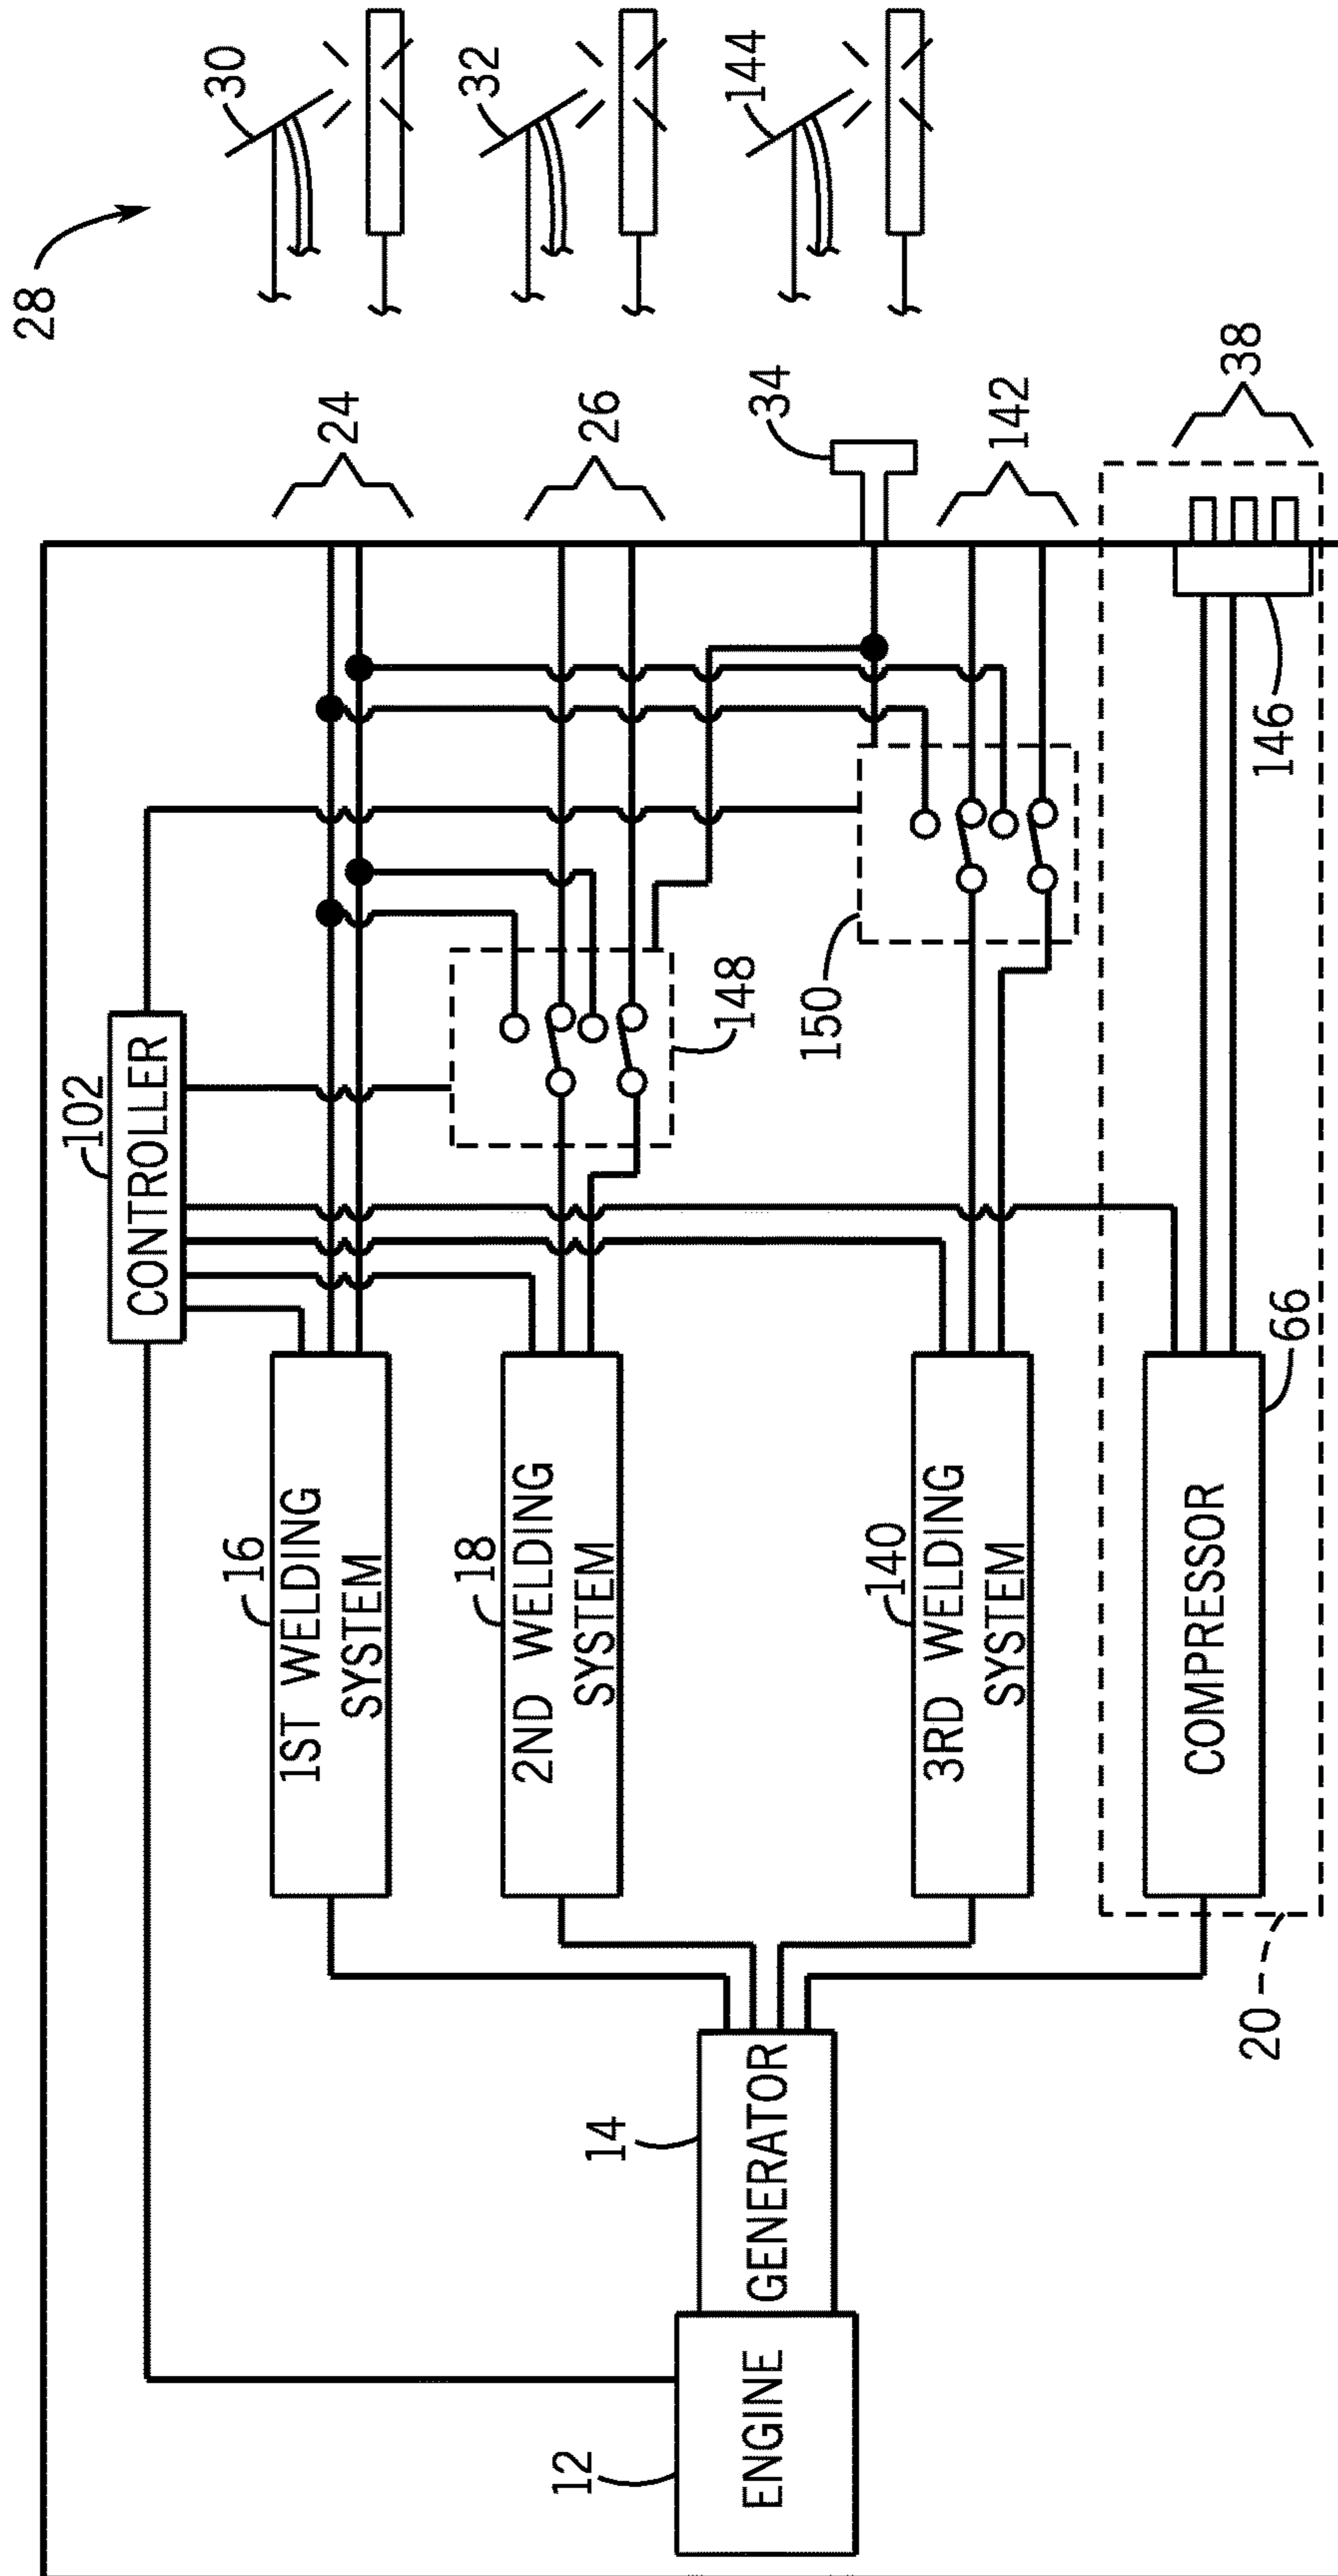 28
30
32
144
24
26
34
142
38
102
CONTROLLER
148
150
146
16
1ST WELDING
SYSTEM
18
2ND WELDING
SYSTEM
140
3RD WELDING
SYSTEM
COMPRESSOR
66
20
14
GENERATOR
12
ENGINE